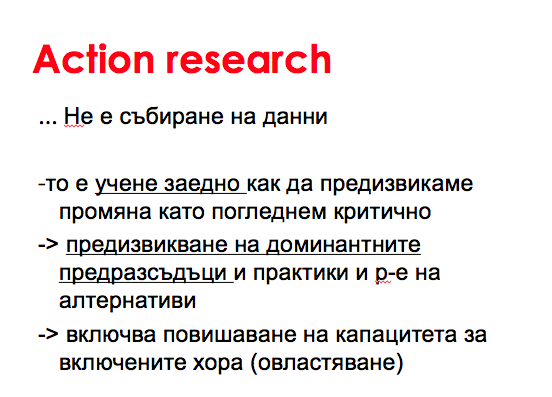 Action research
... Не е събиране на данни
-то е учене заедно как да предизвикаме
промяна като погледнем критично
-> предизвикване на доминантните
предразсъдъци и практики и р-е на
алтернативи
-> включва повишаване на капацитета за
включените хора (овластяване)